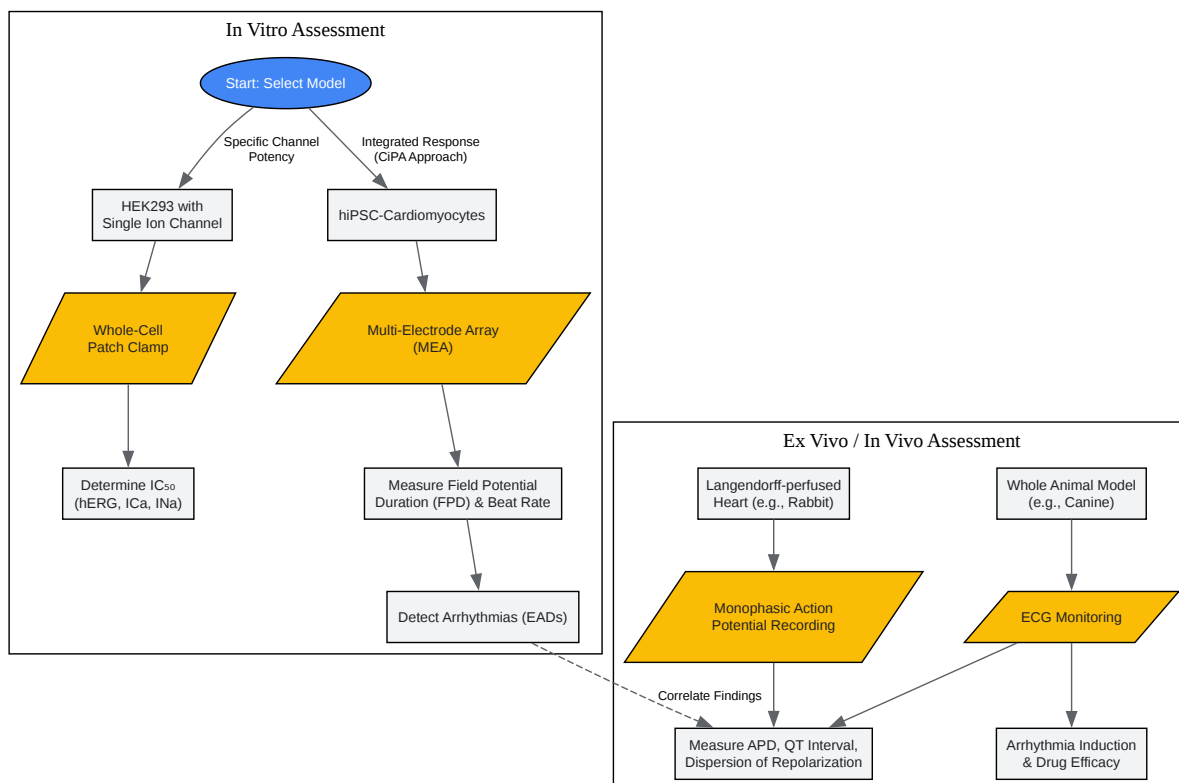 In Vitro Assessment
Start: Select Model
Specific Channel
Potency
Integrated Response
(CiPA Approach)
HEK293 with
Single Ion Channel
hiPSC-Cardiomyocytes
Whole-Cell
Patch Clamp
Multi-Electrode Array
(MEA)
Determine IC₅₀
(hERG, ICa, INa)
Measure Field Potential
Duration (FPD) & Beat Rate
Detect Arrhythmias (EADs)
Correlate Findings
Ex Vivo / In Vivo Assessment
Langendorff-perfused
Heart (e.g., Rabbit)
Whole Animal Model
(e.g., Canine)
Monophasic Action
Potential Recording
ECG Monitoring
Measure APD, QT Interval,
Dispersion of Repolarization
Arrhythmia Induction
& Drug Efficacy